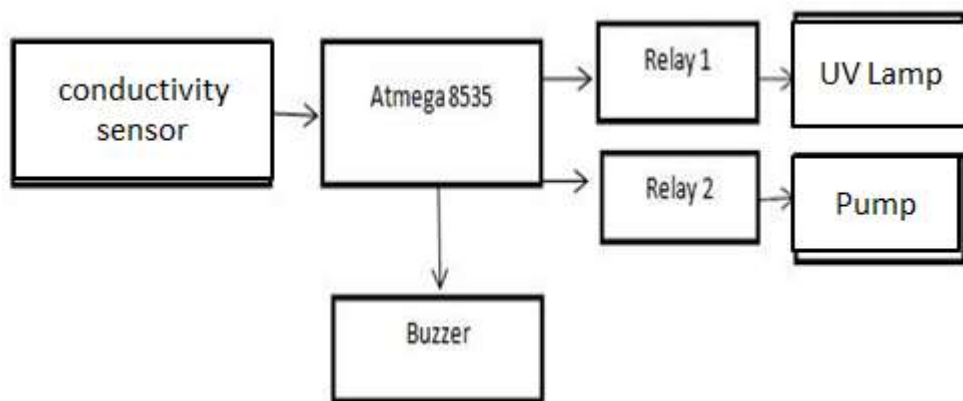 conductivity
sensor
Atmega 8535
Relay 1
UV Lamp
Relay 2
Pump
Buzzer